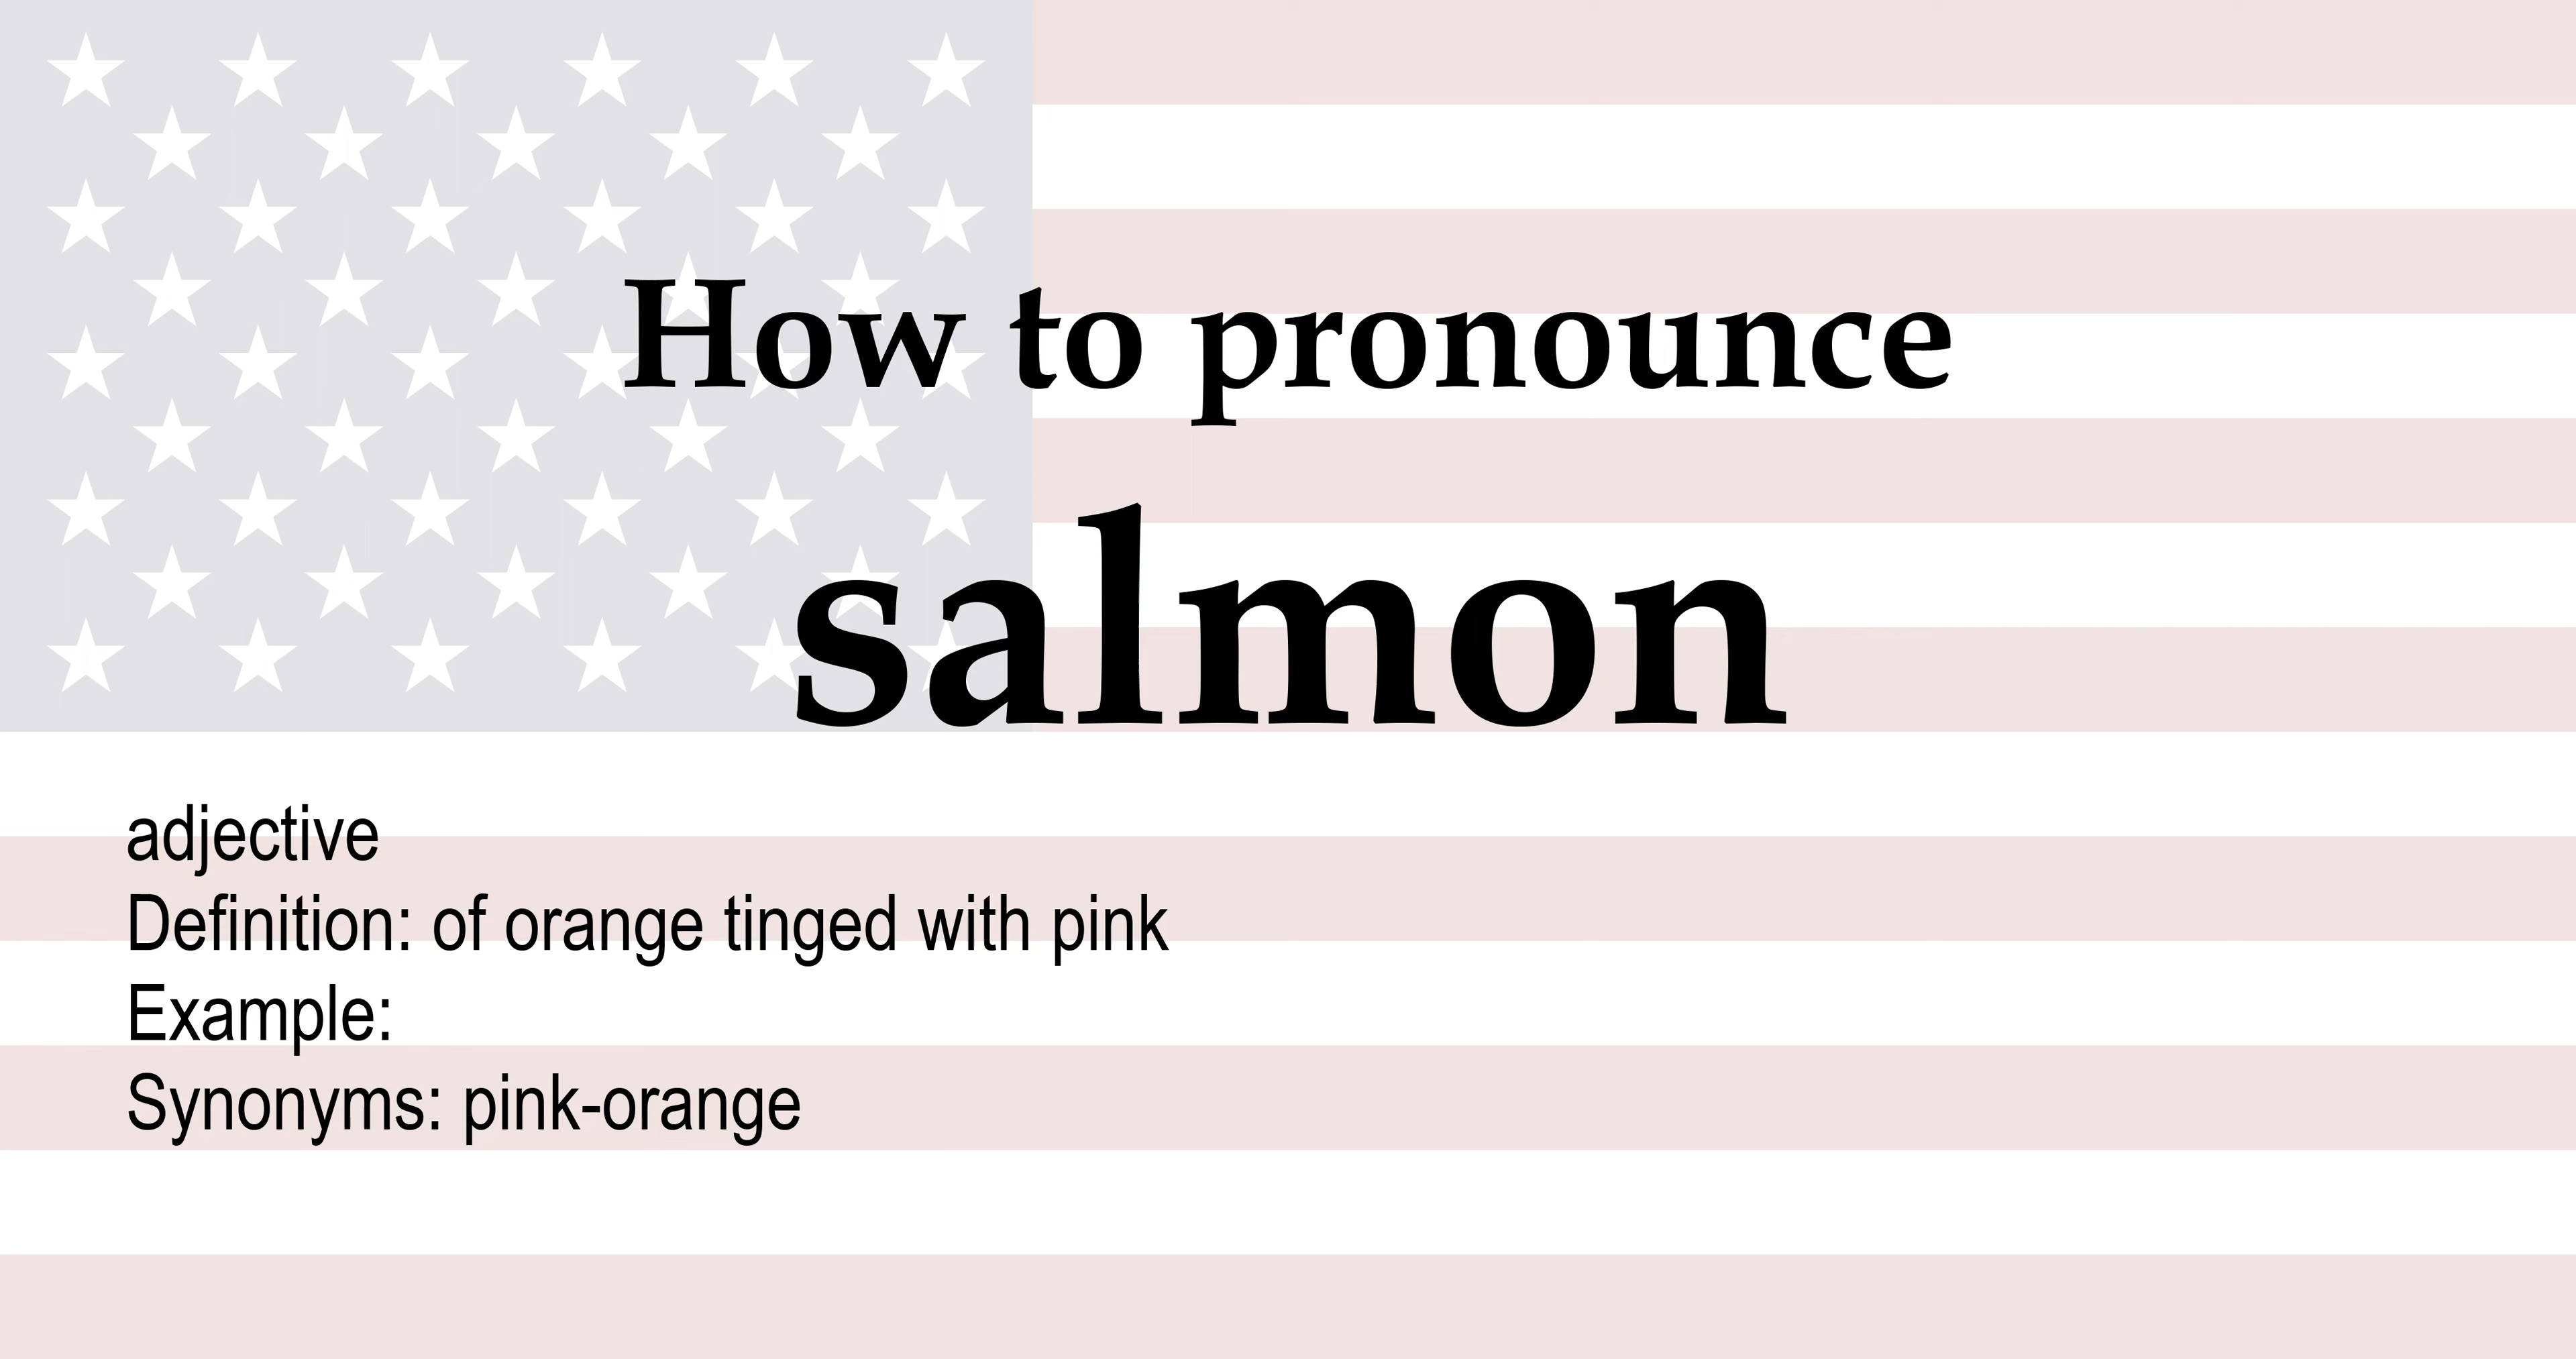 How to pronounce
salmon
adjective
Definition: of orange tinged with pink
Example:
Synonyms: pink-orange